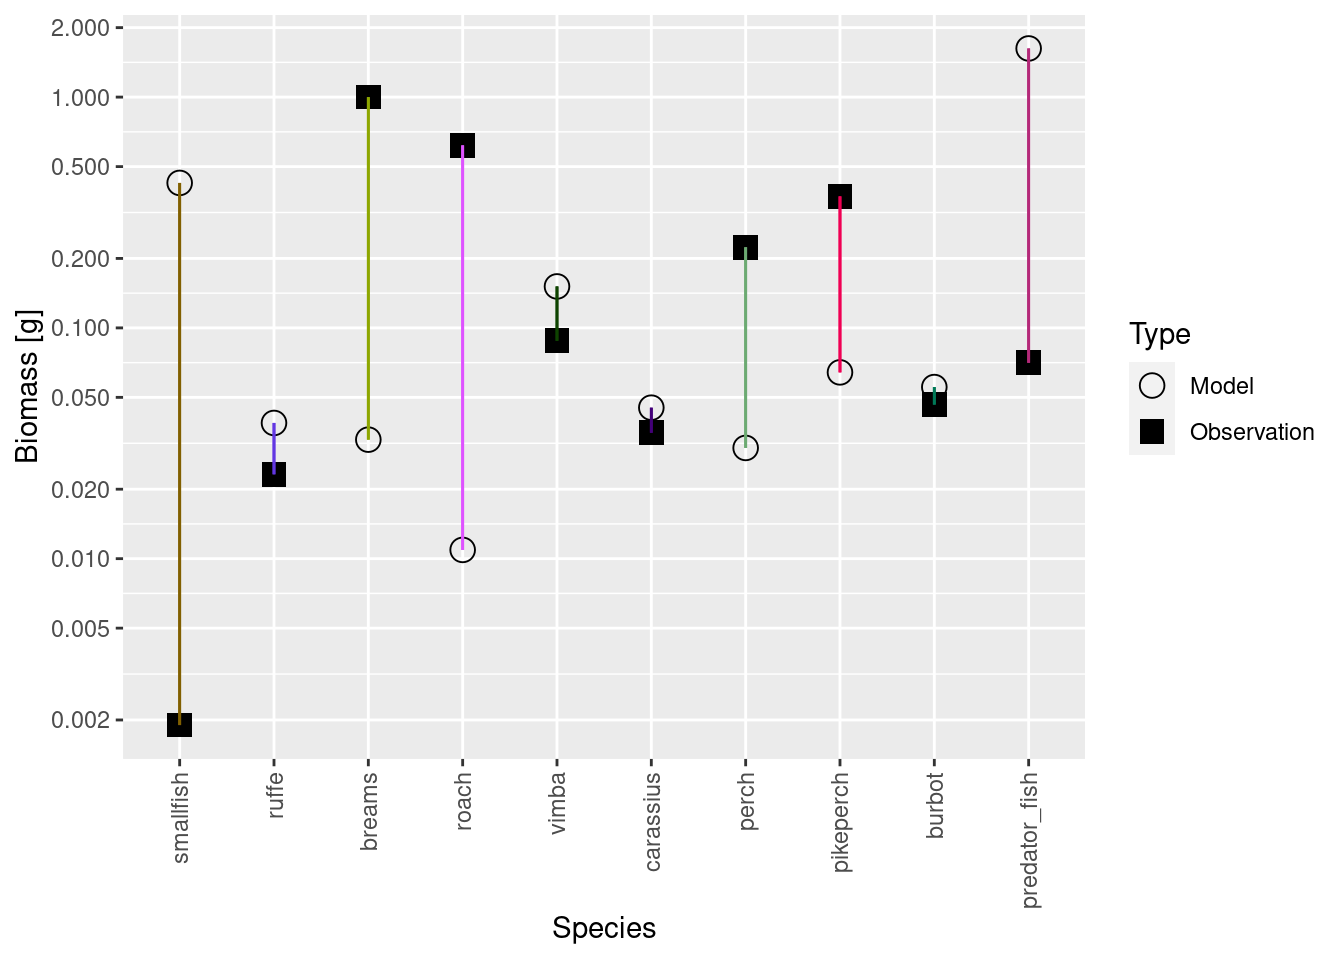 2.000
1.000
0.500
0.200
0.100
0.050
0.020
0.010
0.005
0.002
Biomass [g]
smallfish
ruffe
breams
roach
vimba
carassius
perch
pikeperch
burbot
predator_fish
Species
Type
Model
Observation